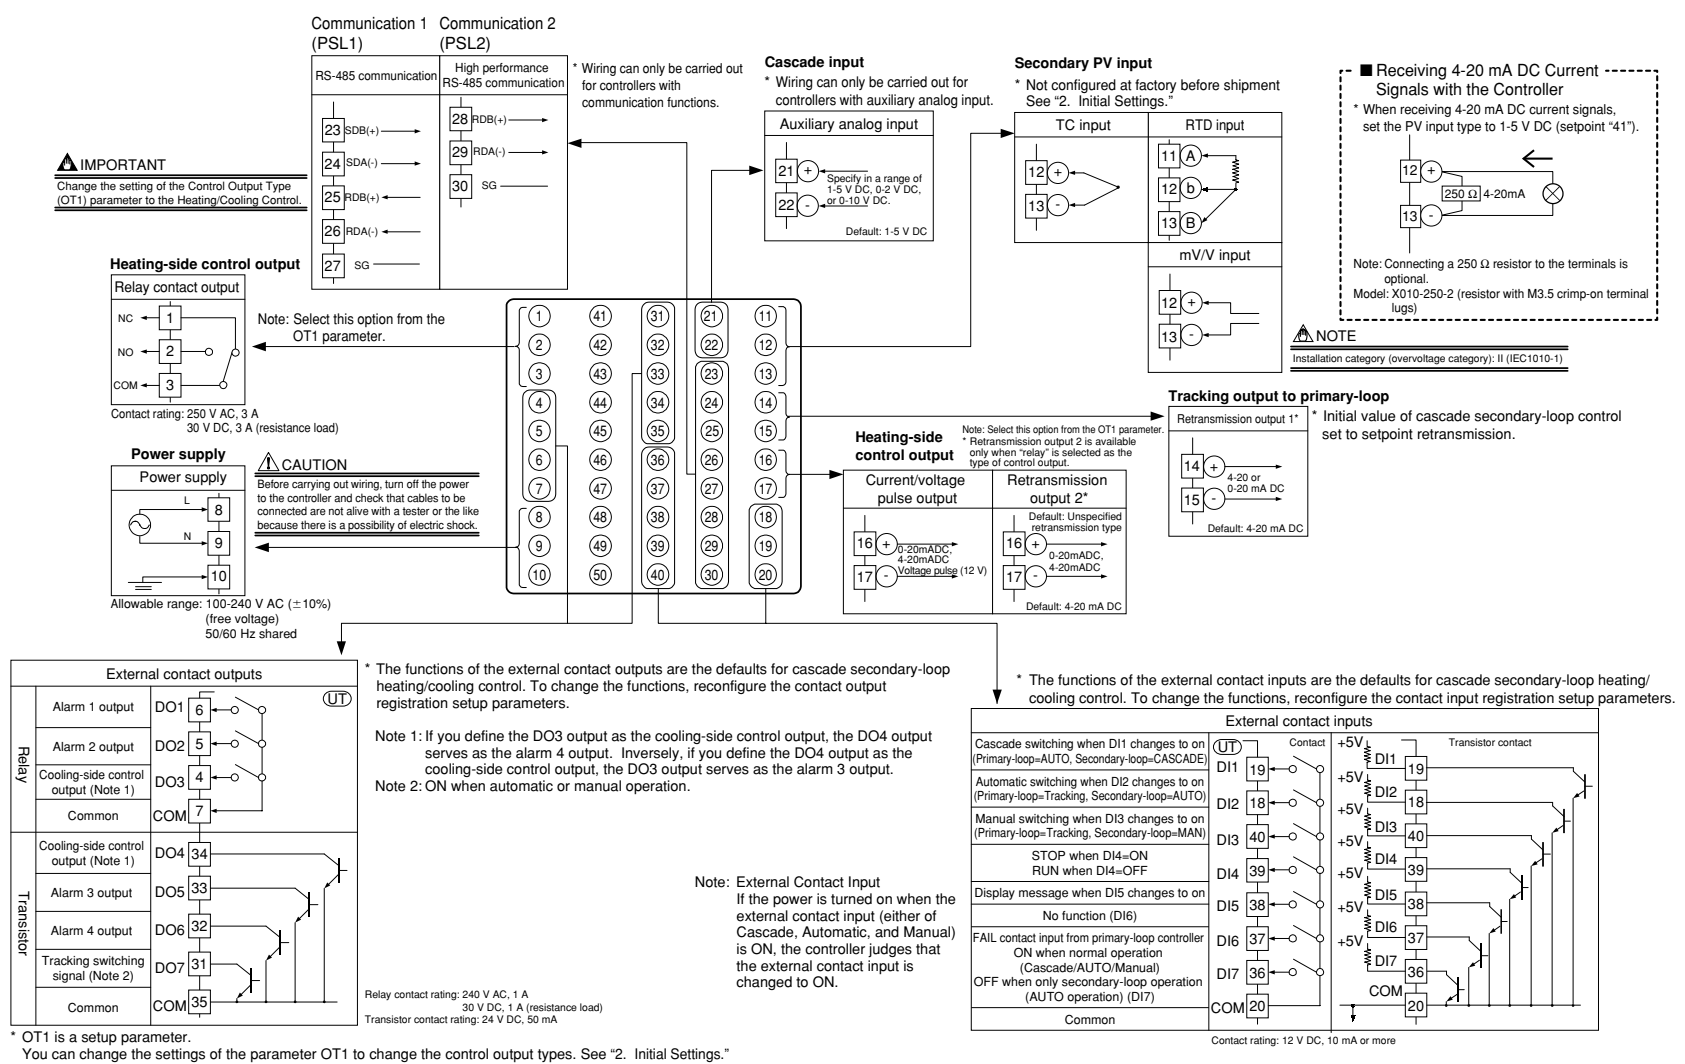 Communication 1
(PSL1)
Communication 2
(PSL2)
RS-485 communication
High performance
RS-485 communication
23 SDB(+)
24 SDA(-)
25 RDB(+)
26 RDA(-)
27 SG
28 RDB(+)
29 RDA(-)
30 SG
* Wiring can only be carried out
for controllers with
communication functions.
Cascade input
* Wiring can only be carried out for
controllers with auxiliary analog input.
Auxiliary analog input
21 +
22 -
Specify in a range of
1-5 V DC, 0-2 V DC,
or 0-10 V DC.
Default: 1-5 V DC
Secondary PV input
* Not configured at factory before shipment
See “2. Initial Settings.”
TC input
12 +
13 -
RTD input
11 A
12 b
13 B
mV/V input
12 +
13 -
■ Receiving 4-20 mA DC Current
Signals with the Controller
* When receiving 4-20 mA DC current signals,
set the PV input type to 1-5 V DC (setpoint “41”).
12 +
250 Ω 4-20mA
13 -
Note: Connecting a 250 Ω resistor to the terminals is
optional.
Model: X010-250-2 (resistor with M3.5 crimp-on terminal
lugs)
NOTE
Installation category (overvoltage category): II (IEC1010-1)
IMPORTANT
Change the setting of the Control Output Type
(OT1) parameter to the Heating/Cooling Control.
Heating-side control output
Relay contact output
NC 1
NO 2
COM 3
Contact rating: 250 V AC, 3 A
30 V DC, 3 A (resistance load)
Note: Select this option from the
OT1 parameter.
Power supply
Power supply
L 8
N 9
10
Allowable range: 100-240 V AC (±10%)
(free voltage)
50/60 Hz shared
CAUTION
Before carrying out wiring, turn off the power
to the controller and check that cables to be
connected are not alive with a tester or the like
because there is a possibility of electric shock.
1 41 31 21 11
2 42 32 22 12
3 43 33 23 13
4 44 34 24 14
5 45 35 25 15
6 46 36 26 16
7 47 37 27 17
8 48 38 28 18
9 49 39 29 19
10 50 40 30 20
Tracking output to primary-loop
Retransmission output 1*
14 +
4-20 or
0-20 mA DC
15 -
Default: 4-20 mA DC
* Initial value of cascade secondary-loop control
set to setpoint retransmission.
Heating-side
control output
Note: Select this option from the OT1 parameter.
* Retransmission output 2 is available
only when “relay” is selected as the
type of control output.
Current/voltage
pulse output
16 +
0-20mADC,
4-20mADC
Voltage pulse (12 V)
17 -
Retransmission
output 2*
Default: Unspecified
retransmission type
16 +
0-20mADC,
4-20mADC
17 -
Default: 4-20 mA DC
External contact outputs
UT
Relay
Alarm 1 output DO1 6
Alarm 2 output DO2 5
Cooling-side control
output (Note 1) DO3 4
Common COM 7
Transistor
Cooling-side control
output (Note 1) DO4 34
Alarm 3 output DO5 33
Alarm 4 output DO6 32
Tracking switching
signal (Note 2) DO7 31
Common COM 35
* The functions of the external contact outputs are the defaults for cascade secondary-loop
heating/cooling control. To change the functions, reconfigure the contact output
registration setup parameters.
Note 1: If you define the DO3 output as the cooling-side control output, the DO4 output
serves as the alarm 4 output. Inversely, if you define the DO4 output as the
cooling-side control output, the DO3 output serves as the alarm 3 output.
Note 2: ON when automatic or manual operation.
Relay contact rating: 240 V AC, 1 A
30 V DC, 1 A (resistance load)
Transistor contact rating: 24 V DC, 50 mA
Note: External Contact Input
If the power is turned on when the
external contact input (either of
Cascade, Automatic, and Manual)
is ON, the controller judges that
the external contact input is
changed to ON.
* The functions of the external contact inputs are the defaults for cascade secondary-loop heating/
cooling control. To change the functions, reconfigure the contact input registration setup parameters.
External contact inputs
Cascade switching when DI1 changes to on
(Primary-loop=AUTO, Secondary-loop=CASCADE)
Automatic switching when DI2 changes to on
(Primary-loop=Tracking, Secondary-loop=AUTO)
Manual switching when DI3 changes to on
(Primary-loop=Tracking, Secondary-loop=MAN)
STOP when DI4=ON
RUN when DI4=OFF
Display message when DI5 changes to on
No function (DI6)
FAIL contact input from primary-loop controller
ON when normal operation
(Cascade/AUTO/Manual)
OFF when only secondary-loop operation
(AUTO operation) (DI7)
Common
UT Contact
DI1 19
DI2 18
DI3 40
DI4 39
DI5 38
DI6 37
DI7 36
COM 20
Transistor contact
+5V DI1 19
+5V DI2 18
+5V DI3 40
+5V DI4 39
+5V DI5 38
+5V DI6 37
+5V DI7 36
COM 20
Contact rating: 12 V DC, 10 mA or more
* OT1 is a setup parameter.
You can change the settings of the parameter OT1 to change the control output types. See “2. Initial Settings.”